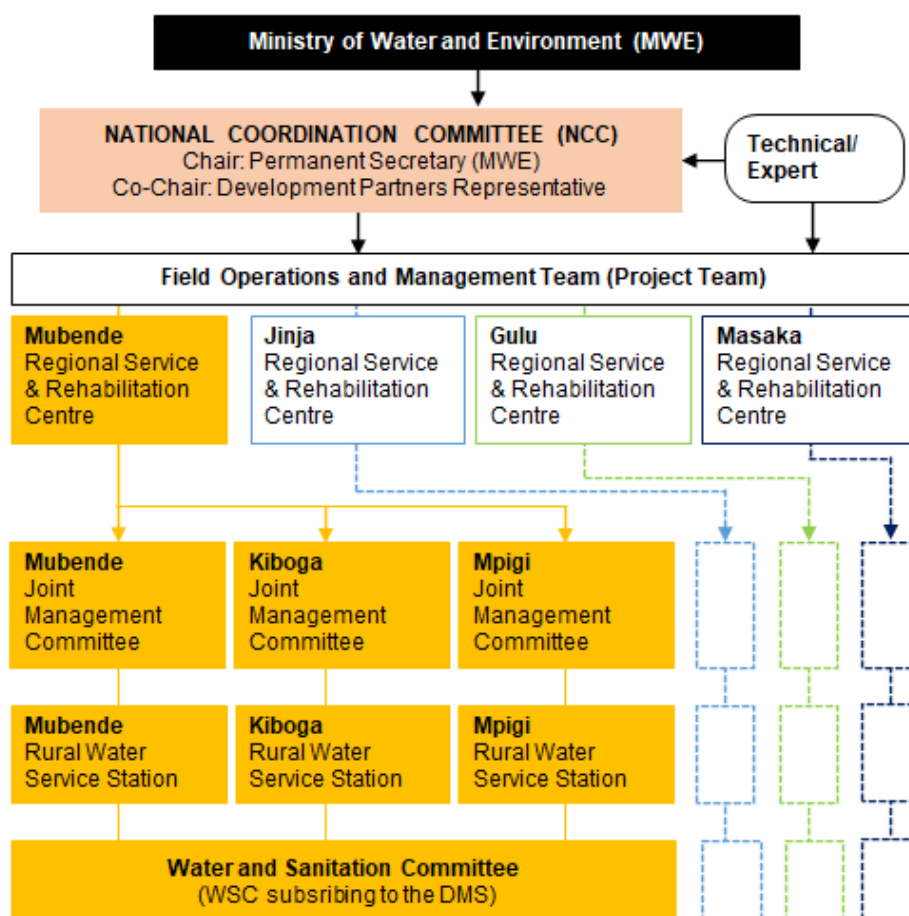 Ministry of Water and Environment (MWE)
NATIONAL COORDINATION COMMITTEE (NCC)
Chair: Permanent Secretary (MWE)
Co-Chair: Development Partners Representative
Technical/
Expert
Field Operations and Management Team (Project Team)
Mubende
Regional Service
& Rehabilitation
Centre
Jinja
Regional Service
& Rehabilitation
Centre
Gulu
Regional Service
& Rehabilitation
Centre
Masaka
Regional Service
& Rehabilitation
Centre
Mubende
Joint
Management
Committee
Kiboga
Joint
Management
Committee
Mpigi
Joint
Management
Committee
Mubende
Rural Water
Service Station
Kiboga
Rural Water
Service Station
Mpigi
Rural Water
Service Station
Water and Sanitation Committee
(WSC subsribing to the DMS)